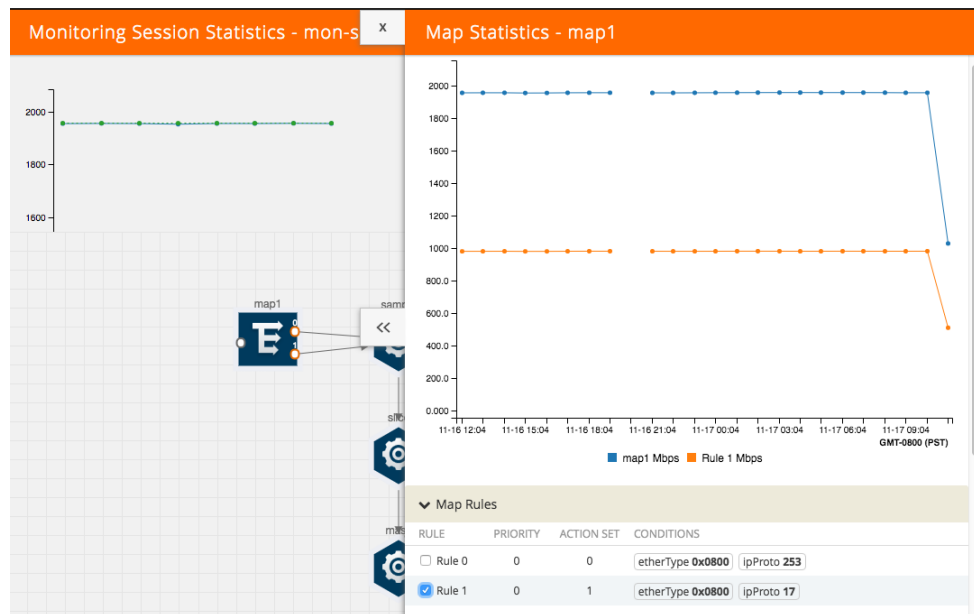 Monitoring Session Statistics - mon-s
x
Map Statistics - map1
2000
1800
1600
map1
0
1
<<
2000
1800
1600
1400
1200
1000
800.0
600.0
400.0
200.0
0.000
11-16 12:04 11-16 15:04 11-16 18:04 11-16 21:04 11-17 00:04 11-17 03:04 11-17 06:04 11-17 09:04
GMT-0800 (PST)
map1 Mbps Rule 1 Mbps
Map Rules
RULE PRIORITY ACTION SET CONDITIONS
Rule 0 0 0 etherType 0x0800 ipProto 253
Rule 1 0 1 etherType 0x0800 ipProto 17